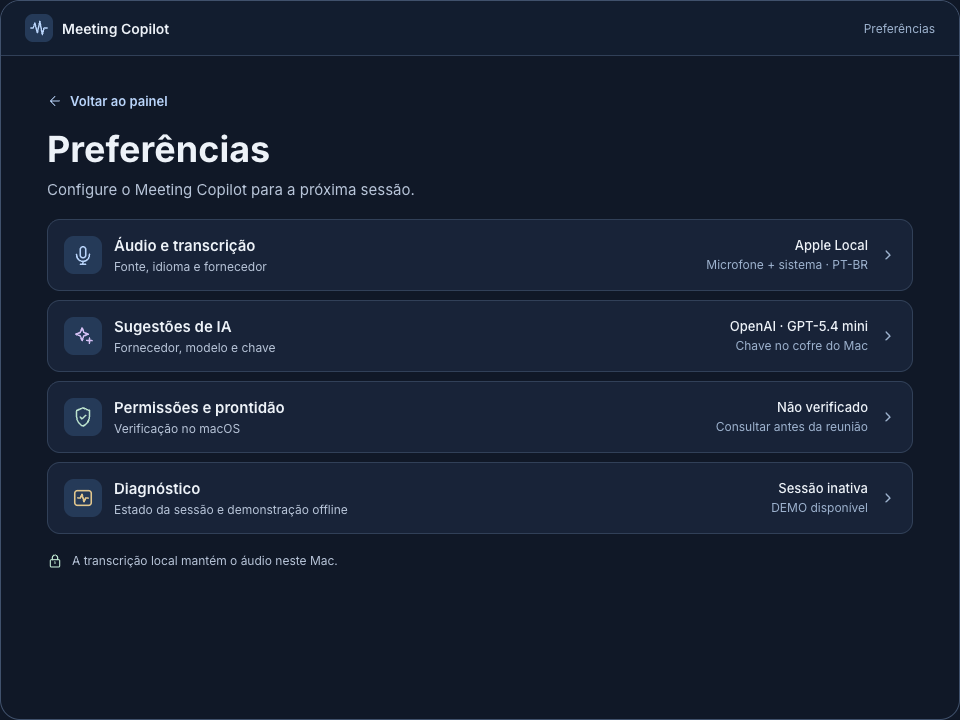 Meeting Copilot
Preferências
Voltar ao painel
Preferências
Configure o Meeting Copilot para a próxima sessão.
Áudio e transcrição
Fonte, idioma e fornecedor
Apple Local
Microfone + sistema · PT-BR
Sugestões de IA
Fornecedor, modelo e chave
OpenAI · GPT-5.4 mini
Chave no cofre do Mac
Permissões e prontidão
Verificação no macOS
Não verificado
Consultar antes da reunião
Diagnóstico
Estado da sessão e demonstração offline
Sessão inativa
DEMO disponível
A transcrição local mantém o áudio neste Mac.